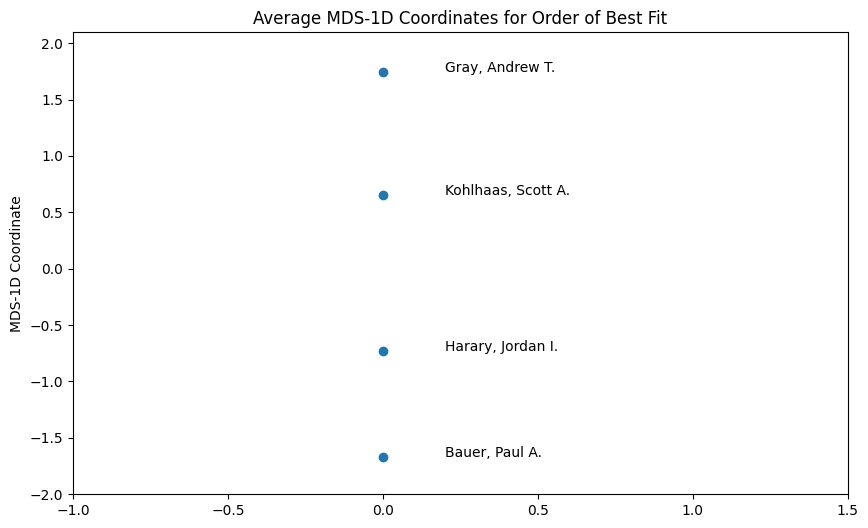 Average MDS-1D Coordinates for Order of Best Fit
2.0
1.5
1.0
0.5
0.0
−0.5
−1.0
−1.5
−2.0
MDS-1D Coordinate
Gray, Andrew T.
Kohlhaas, Scott A.
Harary, Jordan I.
Bauer, Paul A.
−1.0 −0.5 0.0 0.5 1.0 1.5